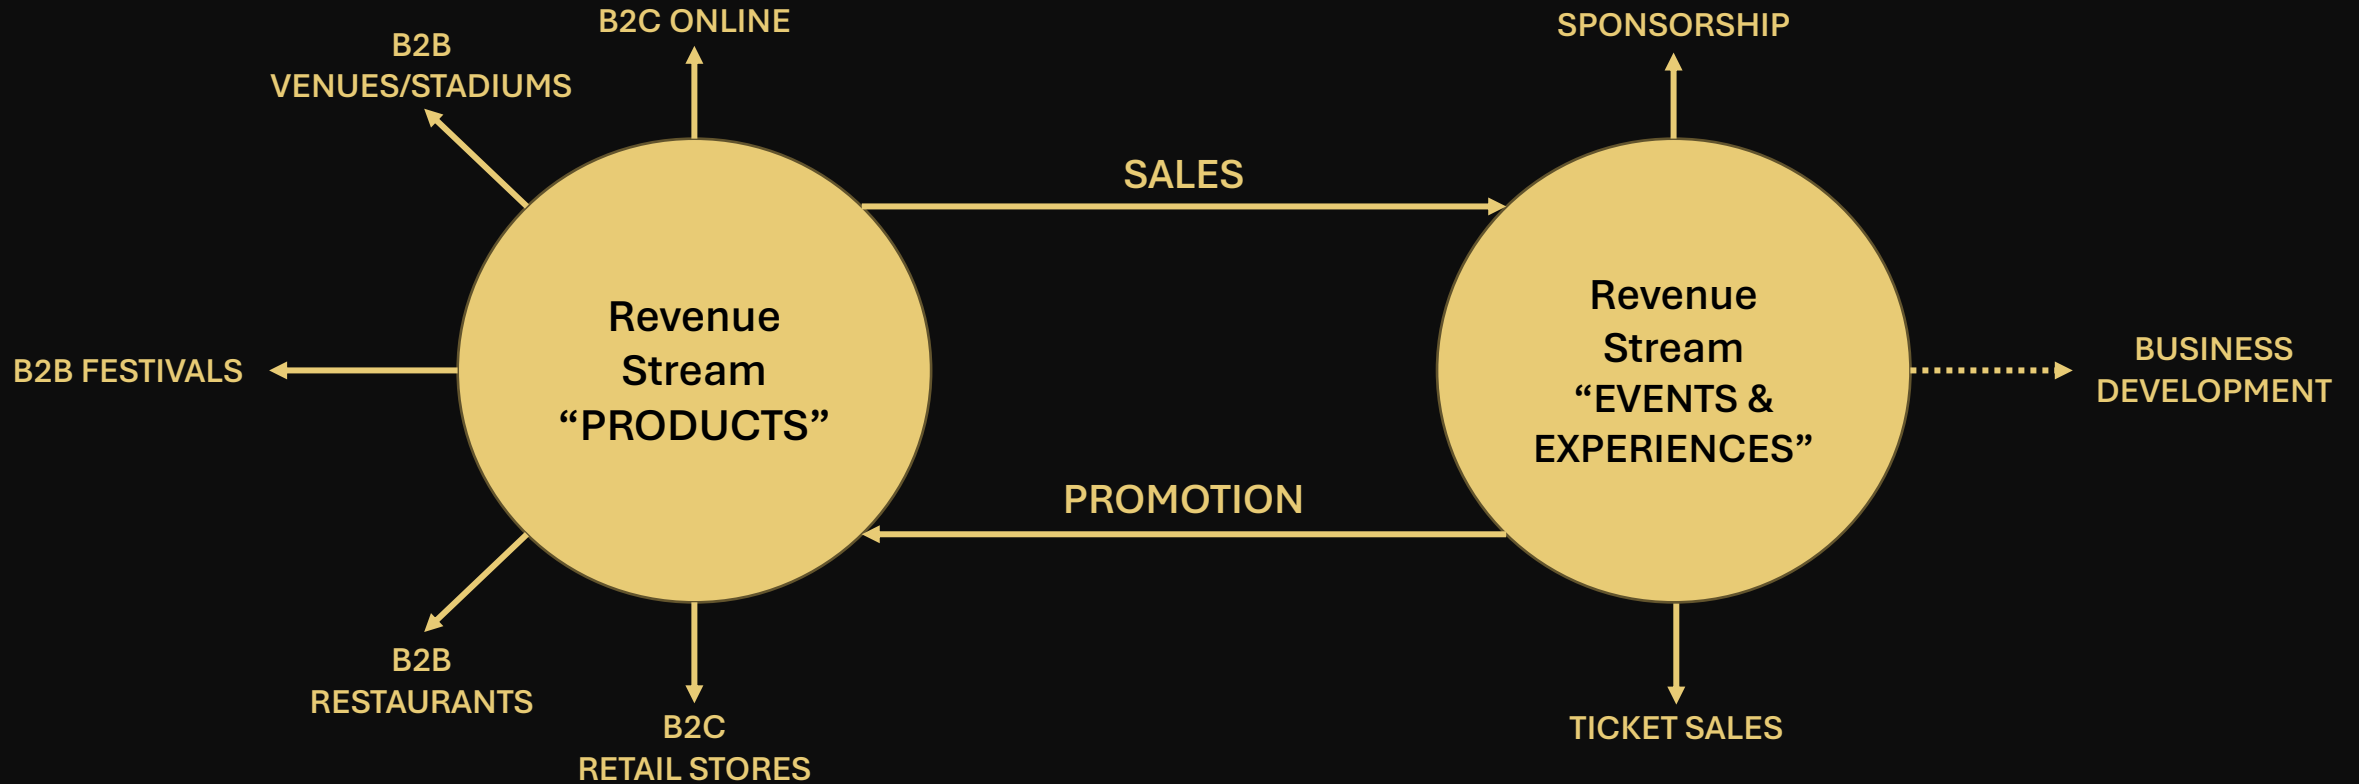 B2C ONLINE
B2B
VENUES/STADIUMS
B2B FESTIVALS
Revenue
Stream
“PRODUCTS”
B2B
RESTAURANTS
B2C
RETAIL STORES
SALES
PROMOTION
SPONSORSHIP
Revenue
Stream
“EVENTS &
EXPERIENCES”
BUSINESS
DEVELOPMENT
TICKET SALES